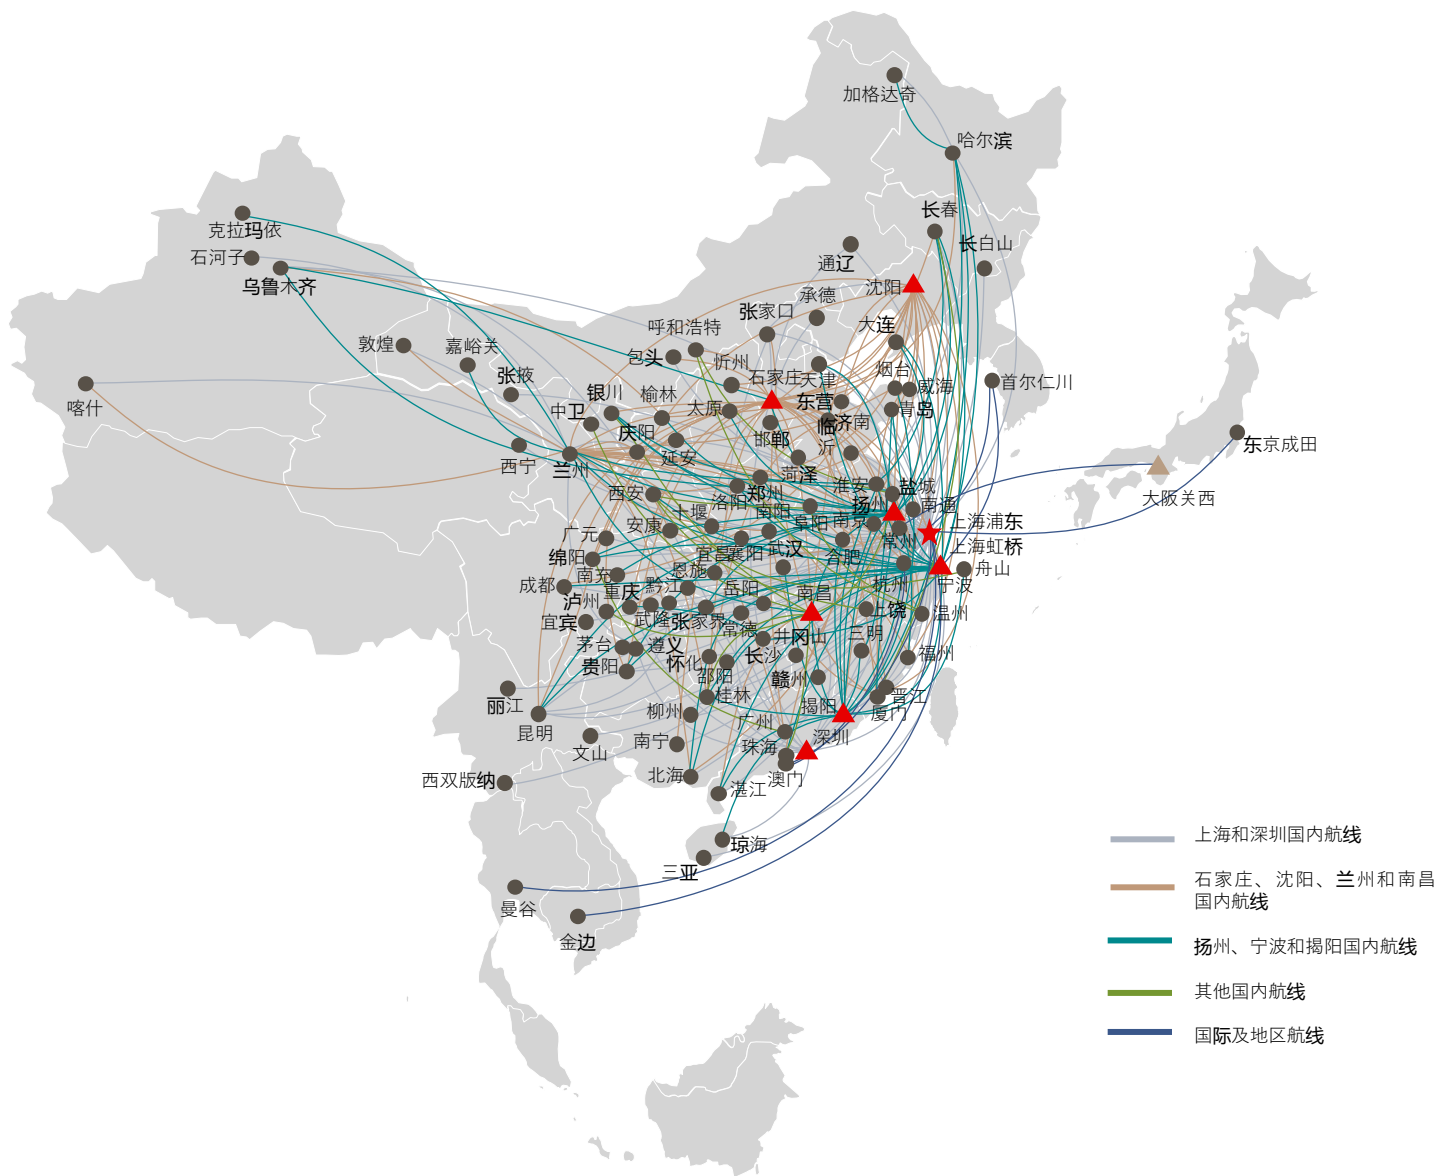 加格达奇
哈尔滨
克拉玛依
长春
石河子
长白山
通辽
乌鲁木齐
沈阳
承德
张家口
大连
呼和浩特
敦煌
嘉峪关
包头
忻州
石家庄
天津
烟台
威海
首尔仁川
张掖
喀什
银川
榆林
中卫
太原
东营
青岛
济南
临沂
邯郸
庆阳
延安
东京成田
西宁
兰州
菏泽
大阪关西
西安
洛阳
郑州
淮安
盐城
扬州
南通
十堰
南阳
阜阳
南京
上海浦东
安康
广元
常州
上海虹桥
宜昌
襄阳
武汉
合肥
绵阳
南充
恩施
杭州
宁波
舟山
成都
重庆
黔江
岳阳
南昌
泸州
武隆
张家界
常德
上饶
温州
宜宾
茅台
遵义
井冈山
三明
贵阳
怀化
长沙
邵阳
福州
赣州
丽江
桂林
揭阳
晋江
厦门
柳州
广州
昆明
文山
南宁
珠海
深圳
西双版纳
北海
澳门
湛江
琼海
三亚
曼谷
金边
上海和深圳国内航线
石家庄、沈阳、兰州和南昌
国内航线
扬州、宁波和揭阳国内航线
其他国内航线
国际及地区航线